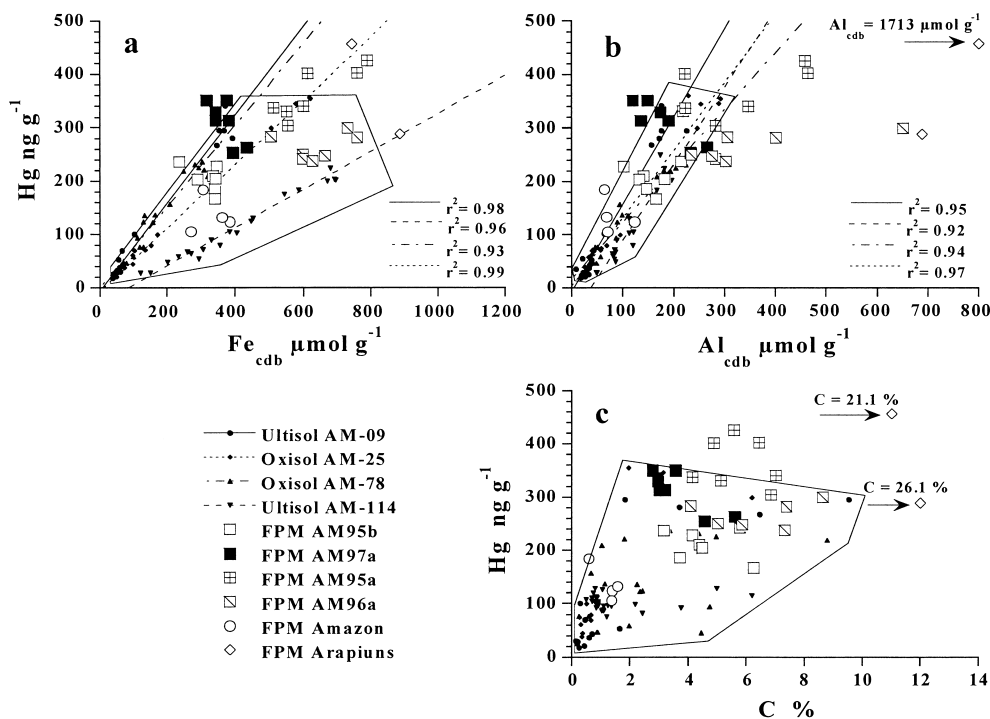 a
500
400
300
200
100
0
Hg ng g-1
r2= 0.98
r2= 0.96
r2= 0.93
r2= 0.99
0 200 400 600 800 1000 1200
Fecdb µmol g-1
b
Alcdb= 1713 µmol g-1
500
400
300
200
100
0
r2= 0.95
r2= 0.92
r2= 0.94
r2= 0.97
0 100 200 300 400 500 600 700 800
Alcdb µmol g-1
Ultisol AM-09
Oxisol AM-25
Oxisol AM-78
Ultisol AM-114
FPM AM95b
FPM AM97a
FPM AM95a
FPM AM96a
FPM Amazon
FPM Arapiuns
c
C = 21.1 %
C = 26.1 %
500
400
300
200
100
0
Hg ng g-1
0 2 4 6 8 10 12 14
C %